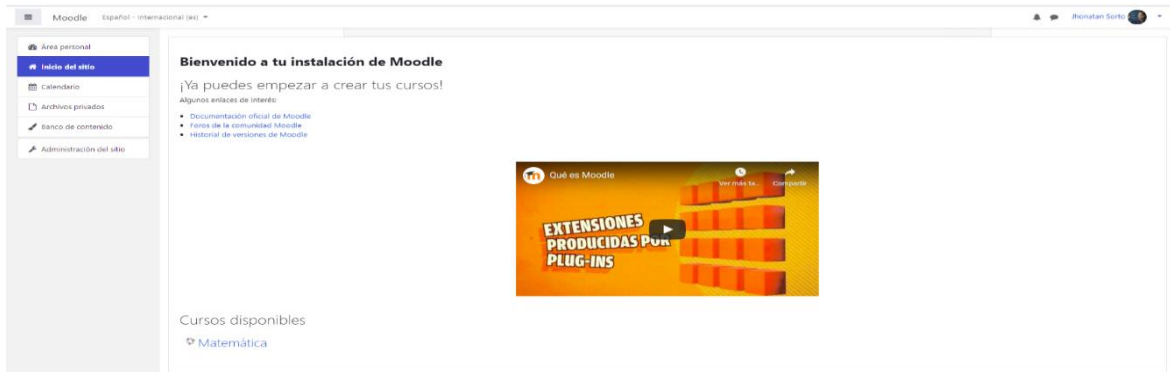 Moodle Español - Internacional (es)
Jhonatan Sorto
Área personal
Inicio del sitio
Calendario
Archivos privados
Banco de contenido
Administración del sitio
Bienvenido a tu instalación de Moodle
¡Ya puedes empezar a crear tus cursos!
Algunos enlaces de interés:
Documentación oficial de Moodle
Foros de la comunidad Moodle
Historial de versiones de Moodle
m Qué es Moodle
Ver más ta... Compartir
EXTENSIONES
PRODUCIDAS POR
PLUG-INS
Cursos disponibles
Matemática